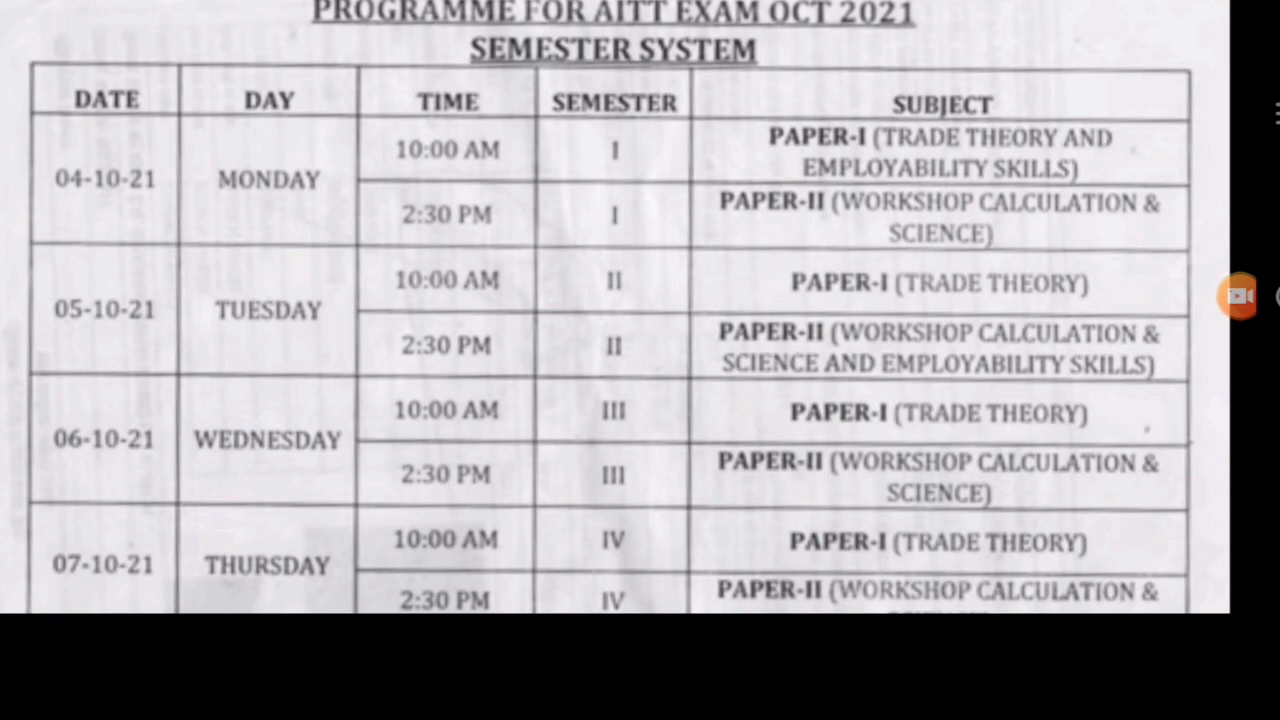 PROGRAMME FOR AITT EXAM OCT 2021
SEMESTER SYSTEM
DATE DAY TIME SEMESTER SUBJECT
04-10-21 MONDAY 10:00 AM I PAPER-I (TRADE THEORY AND
EMPLOYABILITY SKILLS)
2:30 PM I PAPER-II (WORKSHOP CALCULATION &
SCIENCE)
05-10-21 TUESDAY 10:00 AM II PAPER-I (TRADE THEORY)
2:30 PM II PAPER-II (WORKSHOP CALCULATION &
SCIENCE AND EMPLOYABILITY SKILLS)
06-10-21 WEDNESDAY 10:00 AM III PAPER-I (TRADE THEORY)
2:30 PM III PAPER-II (WORKSHOP CALCULATION &
SCIENCE)
07-10-21 THURSDAY 10:00 AM IV PAPER-I (TRADE THEORY)
2:30 PM IV PAPER-II (WORKSHOP CALCULATION &